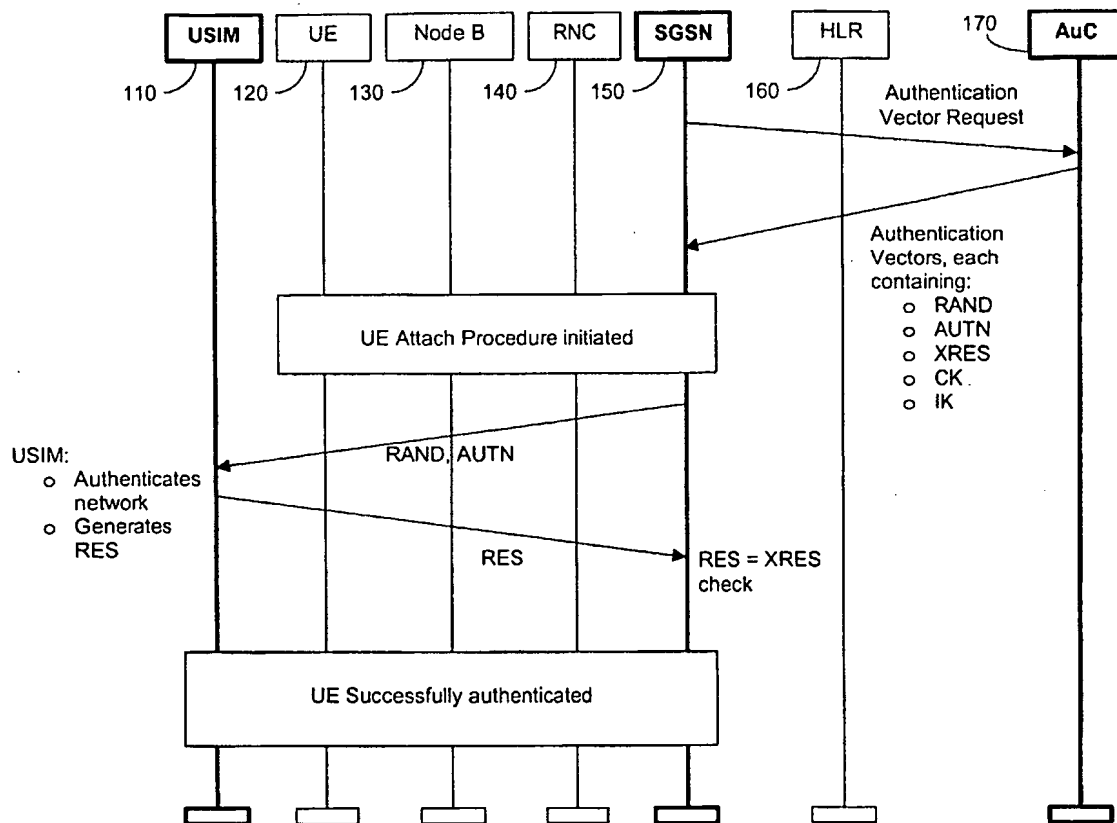 USIM
UE
Node B
RNC
SGSN
HLR
170
AuC
110
120
130
140
150
160
Authentication
Vector Request
Authentication
Vectors, each
containing:
o RAND
o AUTN
o XRES
o CK
o IK
UE Attach Procedure initiated
RAND, AUTN
USIM:
o Authenticates
network
o Generates
RES
RES
RES = XRES
check
UE Successfully authenticated